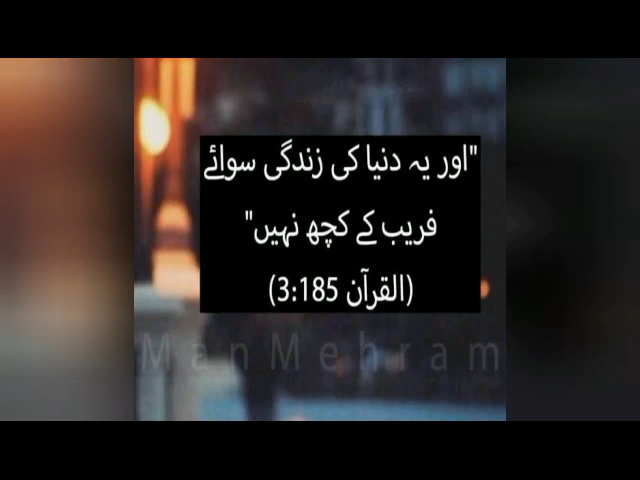 "اور یہ دنیا کی زندگی سوائے
فریب کے کچھ نہیں"
(القرآن 3:185)
ManMehram